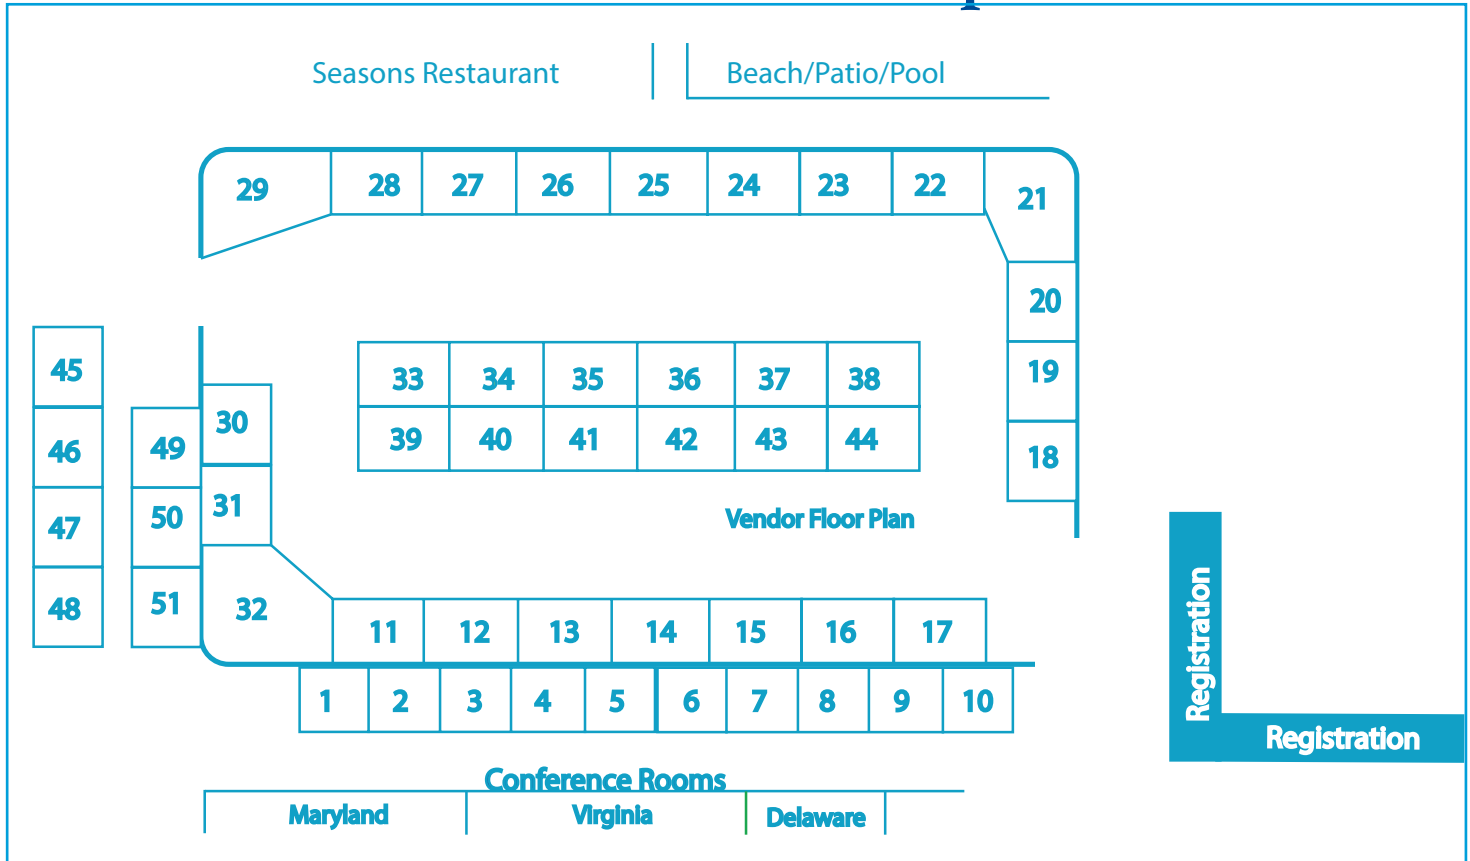 Seasons Restaurant
Beach/Patio/Pool
29 28 27 26 25 24 23 22 21
20
19
18
45
46
47
48
49
50
51
30
31
32
33 34 35 36 37 38
39 40 41 42 43 44
Vendor Floor Plan
11 12 13 14 15 16 17
1 2 3 4 5 6 7 8 9 10
Registration
Registration
Conference Rooms
Maryland
Virginia
Delaware